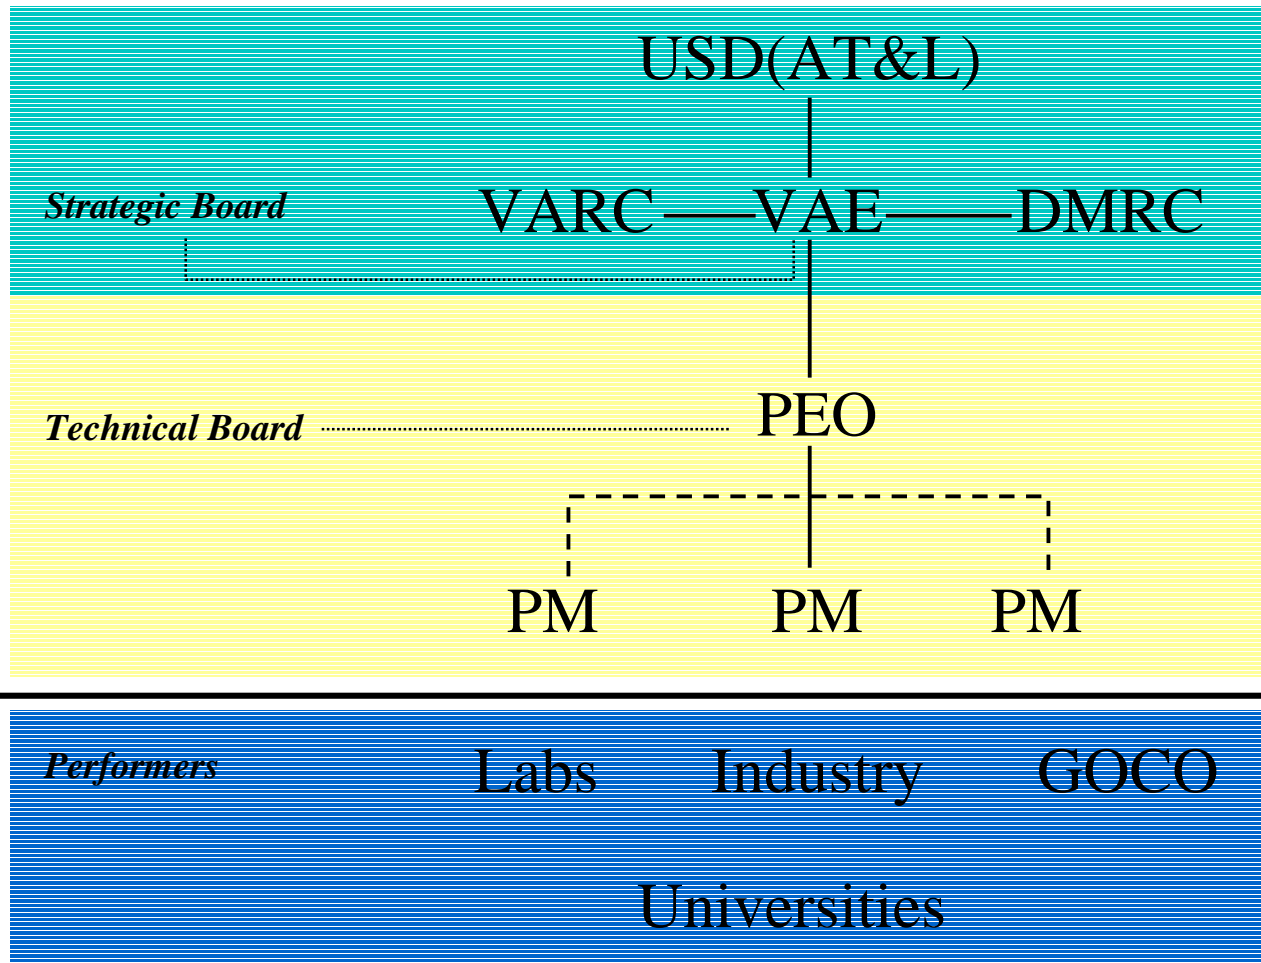 USD(AT&L)
Strategic Board VARC VAE DMRC
Technical Board PEO
PM PM PM
Performers Labs Industry GOCO
Universities